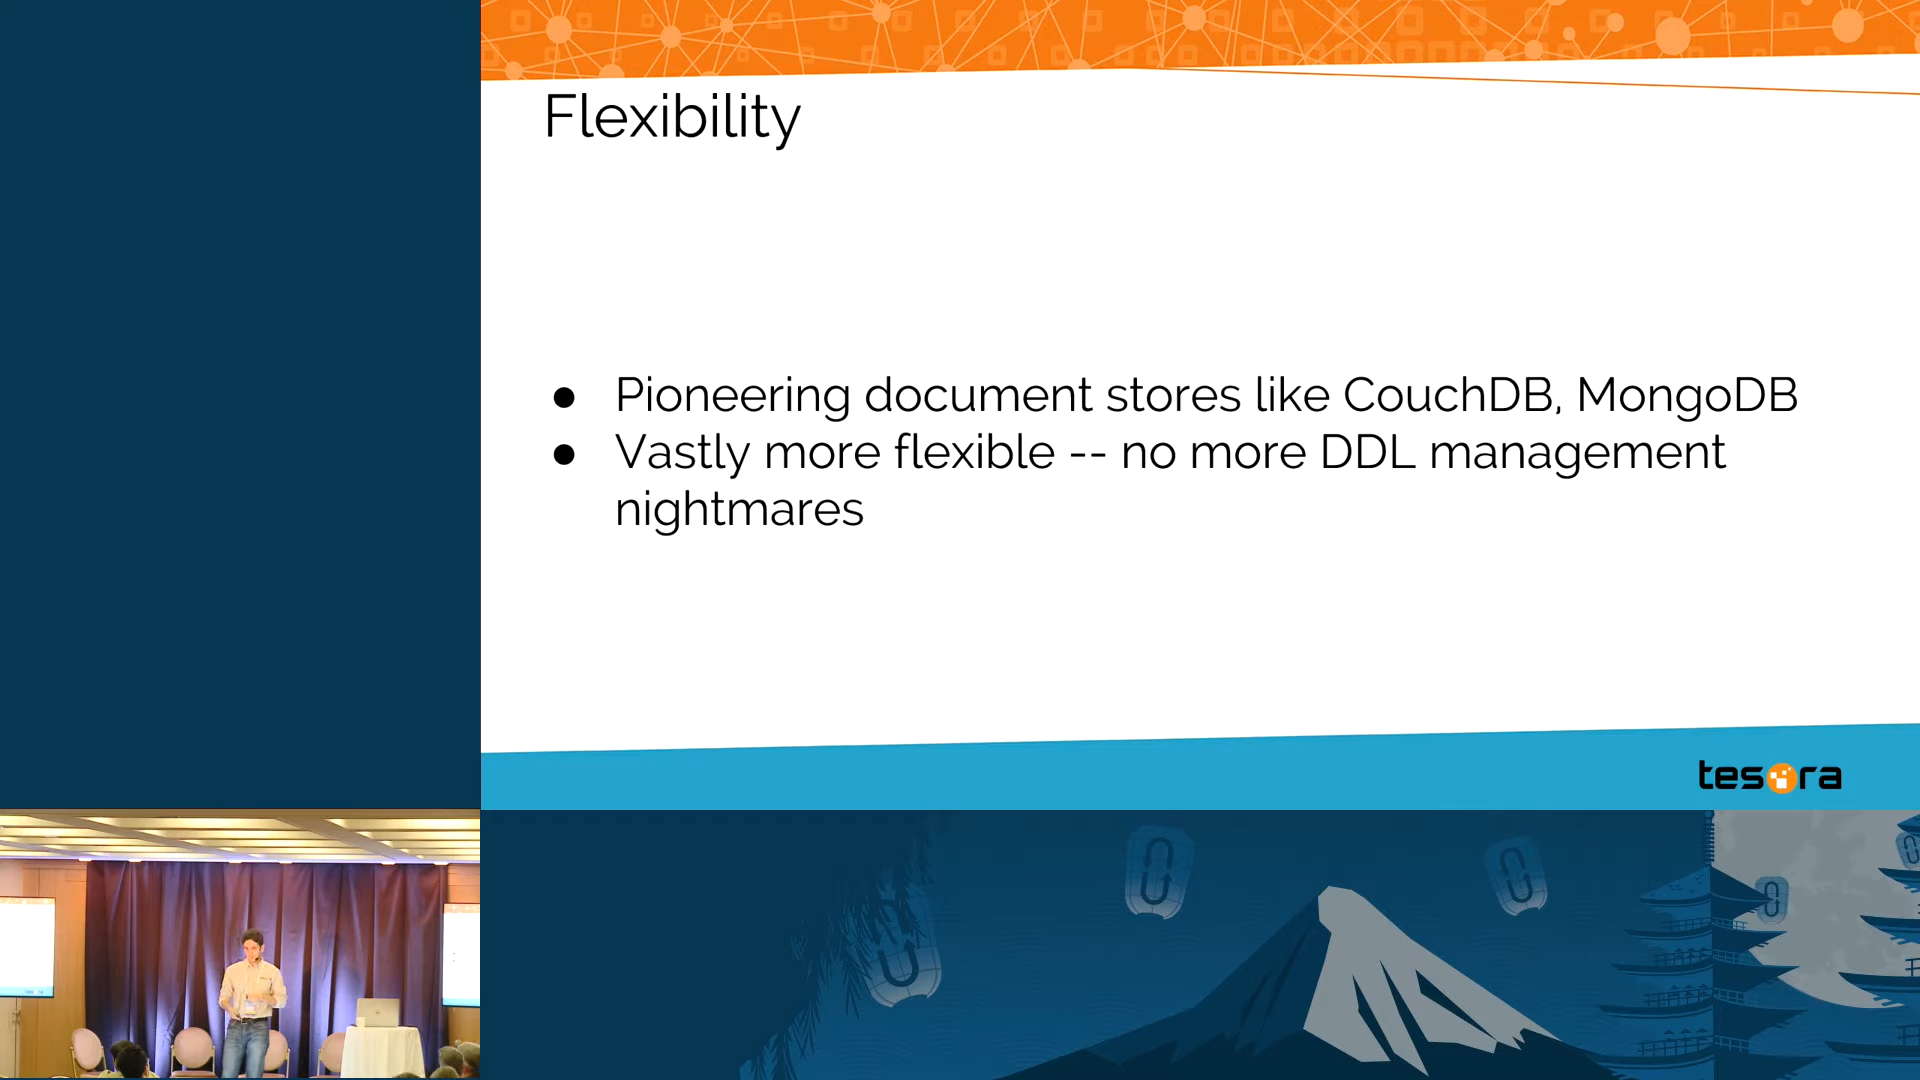 Flexibility
● Pioneering document stores like CouchDB, MongoDB
● Vastly more flexible -- no more DDL management
nightmares
tesora